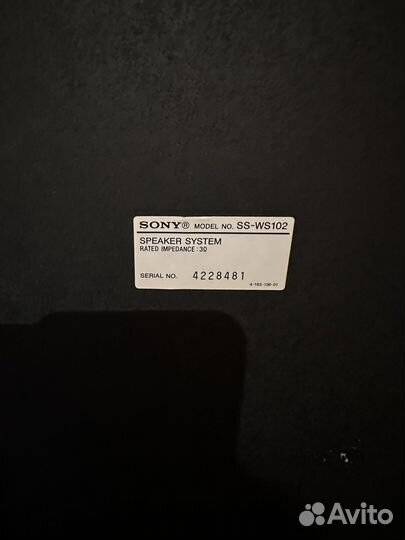 SONY® MODEL NO. SS-WS102
SPEAKER SYSTEM
RATED IMPEDANCE : 3Ω
SERIAL NO. 4228481
4-163-136-01
Avito